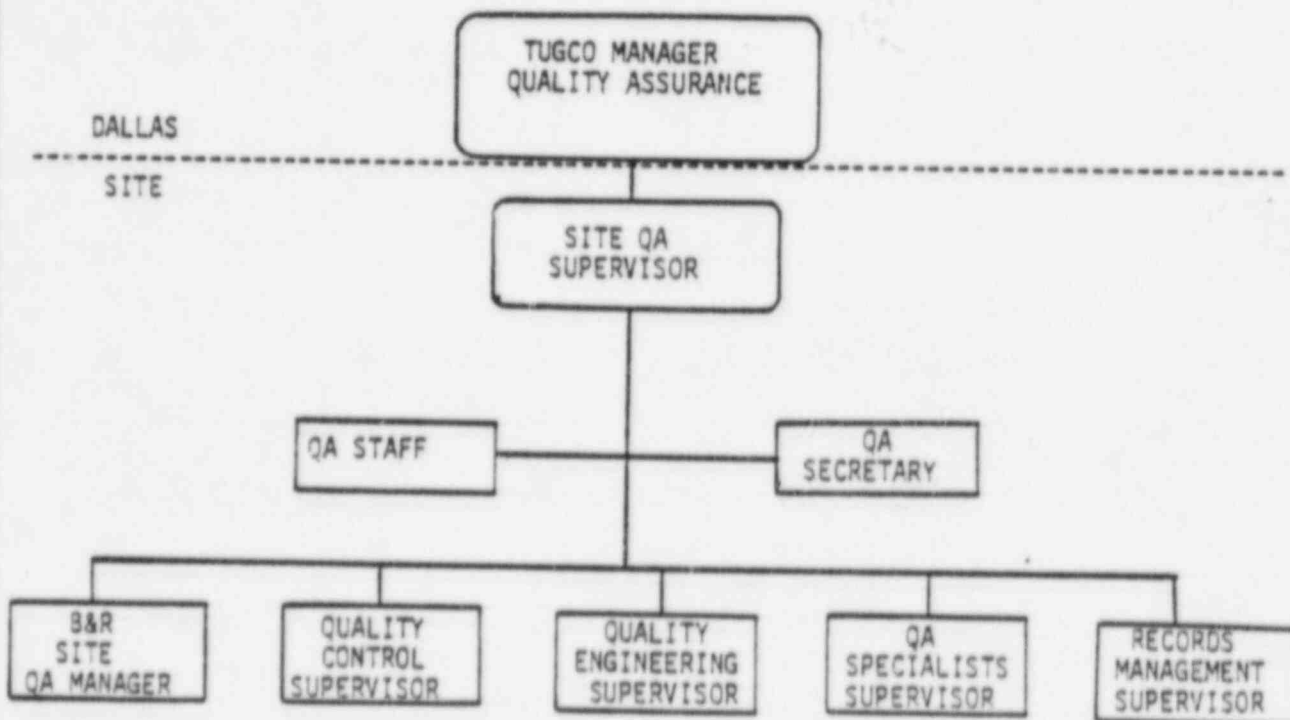 TUGCO MANAGER
QUALITY ASSURANCE
DALLAS
SITE
SITE QA
SUPERVISOR
QA STAFF
QA
SECRETARY
B&R
SITE
QA MANAGER
QUALITY
CONTROL
SUPERVISOR
QUALITY
ENGINEERING
SUPERVISOR
QA
SPECIALISTS
SUPERVISOR
RECORDS
MANAGEMENT
SUPERVISOR